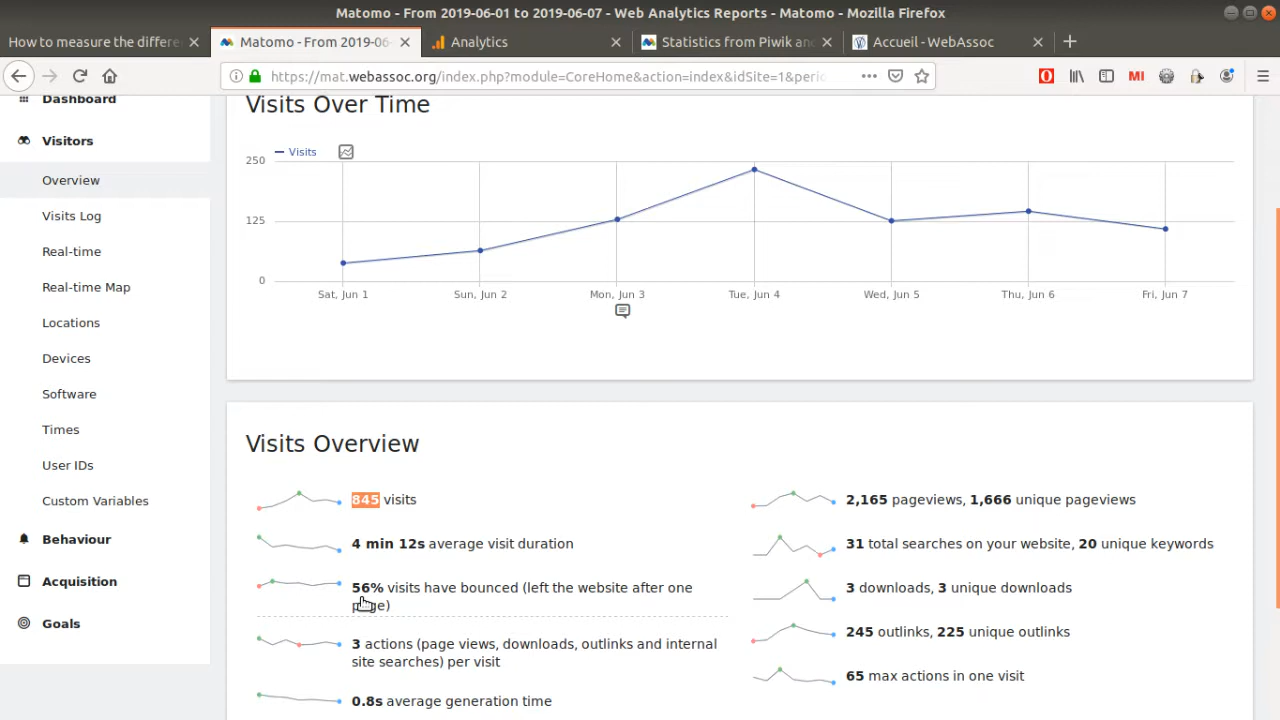 Matomo - From 2019-06-01 to 2019-06-07 - Web Analytics Reports - Matomo - Mozilla Firefox
How to measure the differe
Matomo - From 2019-06-
Analytics
Statistics from Piwik an
Accueil - WebAssoc
https://mat.webassoc.org/index.php?module=CoreHome&action=index&idSite=1&peri
MI
Dashboard
Visitors
Overview
Visits Log
Real-time
Real-time Map
Locations
Devices
Software
Times
User IDs
Custom Variables
Behaviour
Acquisition
Goals
Visits Over Time
Visits
250
125
0
Sat, Jun 1
Sun, Jun 2
Mon, Jun 3
Tue, Jun 4
Wed, Jun 5
Thu, Jun 6
Fri, Jun 7
Visits Overview
845 visits
4 min 12s average visit duration
56% visits have bounced (left the website after one
page)
3 actions (page views, downloads, outlinks and internal
site searches) per visit
0.8s average generation time
2,165 pageviews, 1,666 unique pageviews
31 total searches on your website, 20 unique keywords
3 downloads, 3 unique downloads
245 outlinks, 225 unique outlinks
65 max actions in one visit